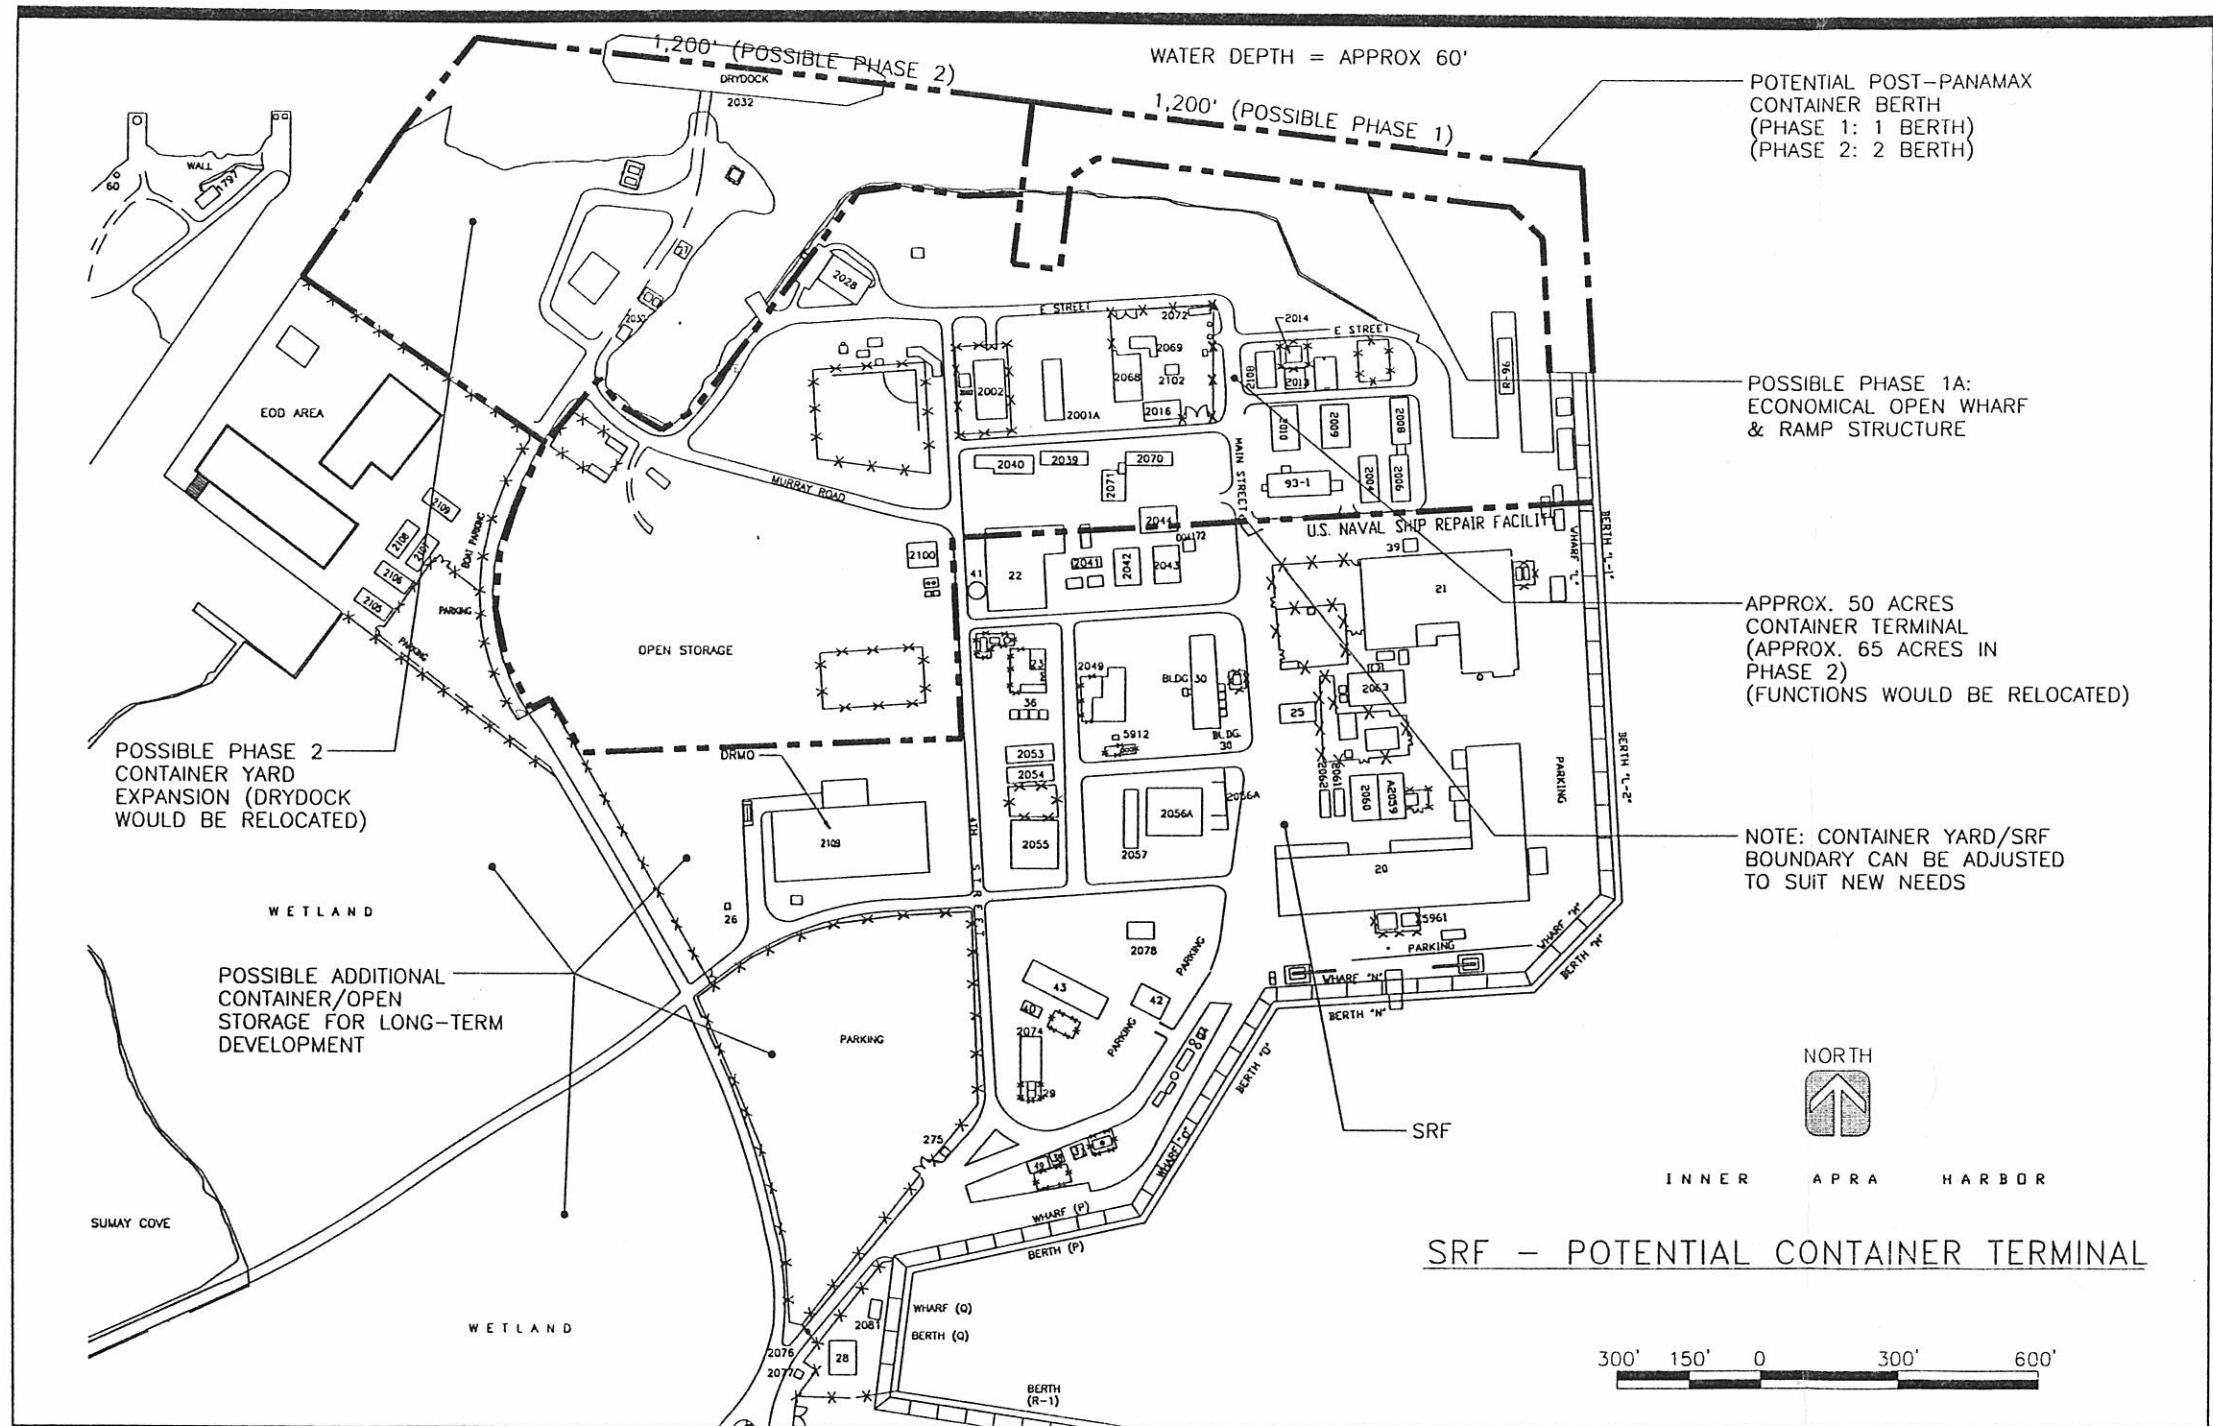 1,200' (POSSIBLE PHASE 2)
DRYDOCK
2032
WATER DEPTH = APPROX 60'
1,200' (POSSIBLE PHASE 1)
POTENTIAL POST-PANAMAX
CONTAINER BERTH
(PHASE 1: 1 BERTH)
(PHASE 2: 2 BERTH)
WALL
60
1797
2028
2030
E STREET
2072
2014
E STREET
2069
2068
2102
2108
2013
2002
2001A
2016
R-96
POSSIBLE PHASE 1A:
ECONOMICAL OPEN WHARF
& RAMP STRUCTURE
EOD AREA
2010
2009
2008
MAIN STREET
2040
2039
2070
2071
93-1
2004
2006
MURRAY ROAD
2109
2108
2107
2106
2105
BOAT PARKING
PARKING
PARKING
2044
U.S. NAVAL SHIP REPAIR FACILITY
WHARF "L"
BERTH "L-1"
2100
41
22
2041
2042
2043
39
21
APPROX. 50 ACRES
CONTAINER TERMINAL
(APPROX. 65 ACRES IN
PHASE 2)
(FUNCTIONS WOULD BE RELOCATED)
OPEN STORAGE
23
36
2049
BLDG 30
BLDG.
30
5912
2063
25
POSSIBLE PHASE 2
CONTAINER YARD
EXPANSION (DRYDOCK
WOULD BE RELOCATED)
DRMO
2053
2054
2055
2109
2056A
2056A
2057
2062
2061
2060
A2059
PARKING
BERTH "L-2"
NOTE: CONTAINER YARD/SRF
BOUNDARY CAN BE ADJUSTED
TO SUIT NEW NEEDS
20
4TH STREET
WETLAND
26
5961
PARKING
WHARF "M"
BERTH "M"
2078
PARKING
WHARF "N"
BERTH "N"
POSSIBLE ADDITIONAL
CONTAINER/OPEN
STORAGE FOR LONG-TERM
DEVELOPMENT
43
42
40
2074
PARKING
PARKING
29
BERTH "O"
WHARF "O"
NORTH
SRF
275
37
WHARF (P)
BERTH (P)
INNER APRA HARBOR
SUMAY COVE
SRF - POTENTIAL CONTAINER TERMINAL
WETLAND
WHARF (Q)
BERTH (Q)
2081
28
2076
2077
BERTH
(R-1)
300' 150' 0 300' 600'